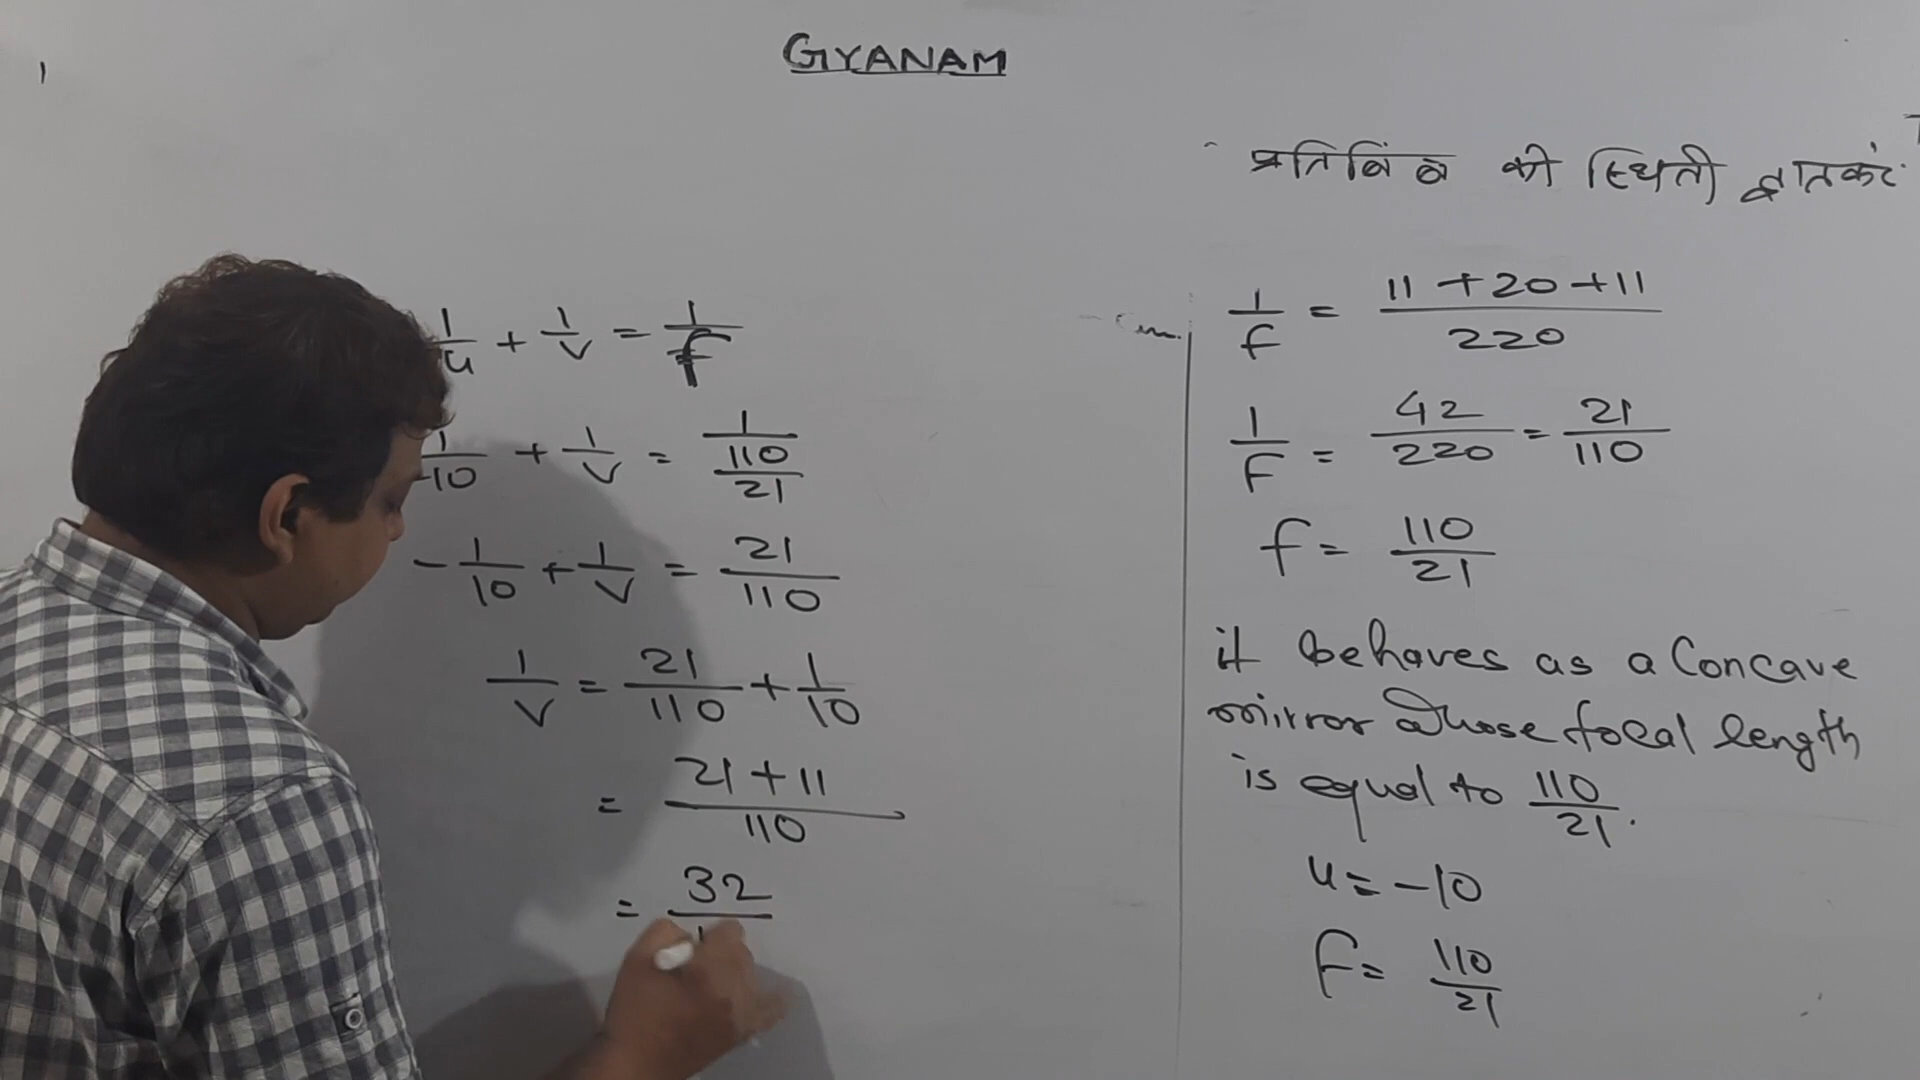 GYANAM
प्रतिबिंब की स्थिती ज्ञातकरें.
1/u + 1/v = 1/f
1/-10 + 1/v = 1/(110/21)
-1/10 + 1/v = 21/110
1/v = 21/110 + 1/10
= (21+11)/110
= 32/
1/f = (11+20+11)/220
1/F = 42/220 = 21/110
f = 110/21
it behaves as a Concave
mirror whose focal length
is equal to 110/21.
u = -10
F = 110/21